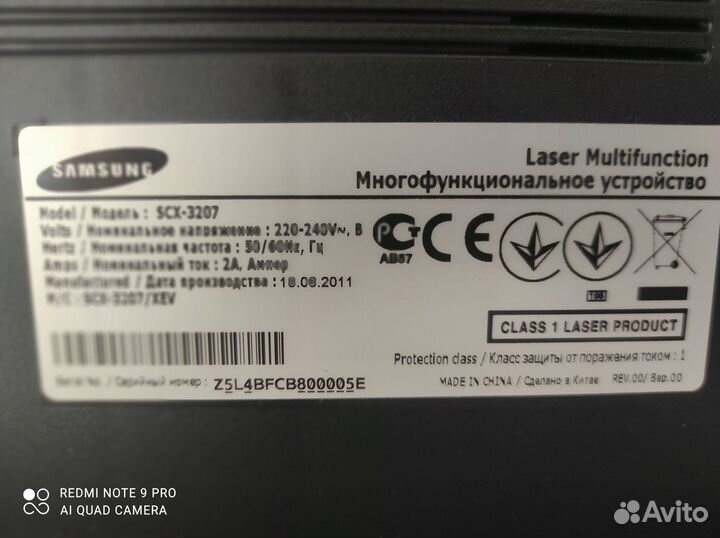 SAMSUNG
Laser Multifunction
Многофункциональное устройство
Model / Модель : SCX-3207
Volts / Номинальное напряжение : 220-240V~, В
Hertz / Номинальная частота : 50/60Hz, Гц
Amps / Номинальный ток : 2A, Ампер
Manufactured / Дата производства : 18.08.2011
M/C : SCX-3207/XEV
АВ57
103
CLASS 1 LASER PRODUCT
Protection class / Класс защиты от поражения током : 1
Serial No / Серийный номер : Z5L4BFCB800005E
MADE IN CHINA / Сделано в Китае REV.00/ Вер.00
REDMI NOTE 9 PRO
AI QUAD CAMERA
Avito